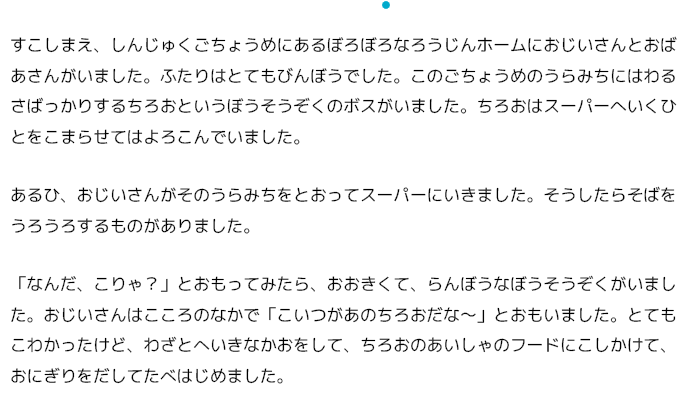 すこしまえ、しんじゅくごちょうめにあるぼろぼろなろうじんホームにおじいさんとおば
あさんがいました。ふたりはとてもびんぼうでした。このごちょうめのうらみちにはわる
さばっかりするちろおというぼうそうぞくのボスがいました。ちろおはスーパーへいくひ
とをこまらせてはよろこんでいました。
あるひ、おじいさんがそのうらみちをとおってスーパーにいきました。そうしたらそばを
うろうろするものがありました。
「なんだ、こりゃ？」とおもってみたら、おおきくて、らんぼうなぼうそうぞくがいまし
た。おじいさんはこころのなかで「こいつがあのちろおだな〜」とおもいました。とても
こわかったけど、わざとへいきなかおをして、ちろおのあいしゃのフードにこしかけて、
おにぎりをだしてたべはじめました。